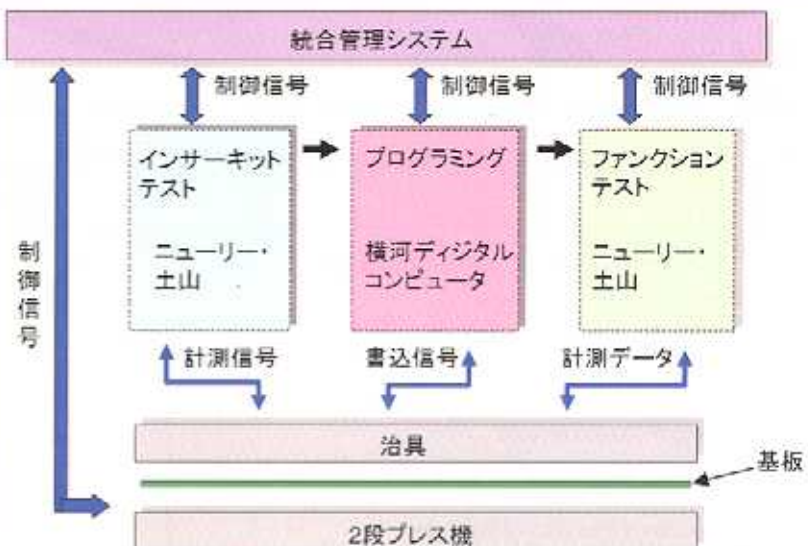 統合管理システム
制御信号
制御信号
制御信号
インサーキット
テスト
ニューリー・
土山
プログラミング
横河ディジタル
コンピュータ
ファンクション
テスト
ニューリー・
土山
制御信号
計測信号
書込信号
計測データ
治具
基板
2段プレス機